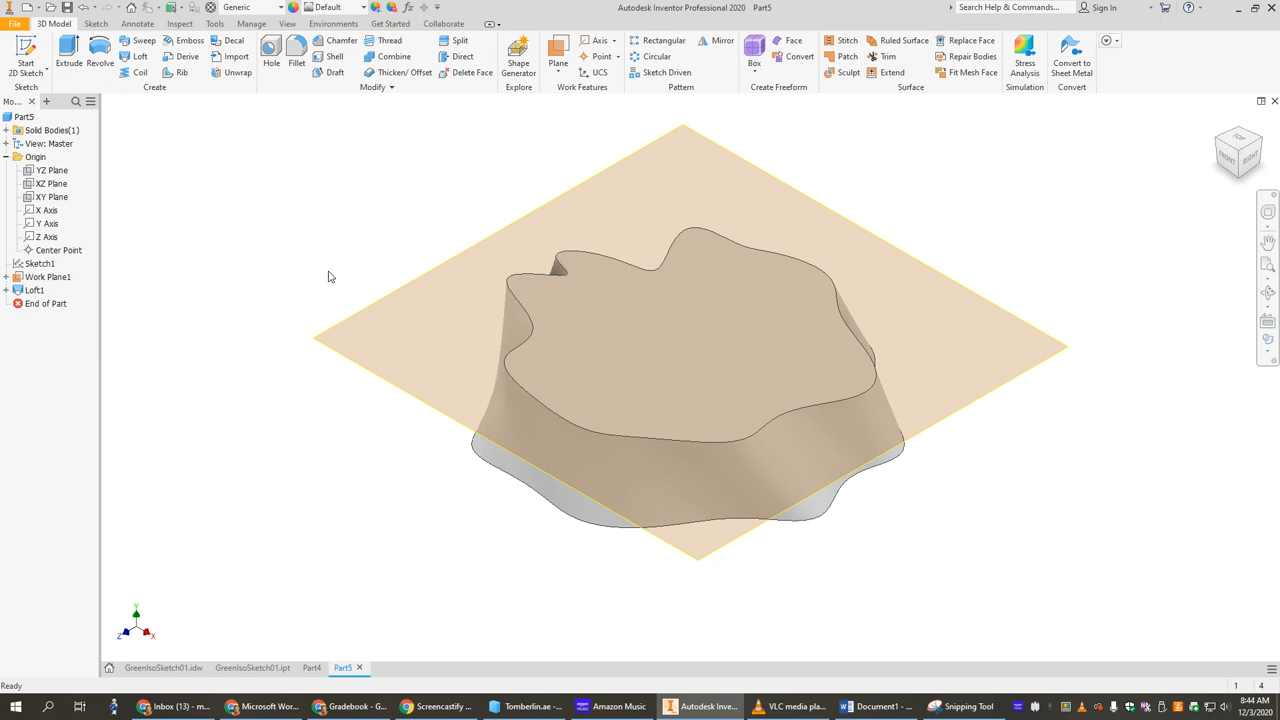 Generic
Default
Autodesk Inventor Professional 2020 Part5
Search Help & Commands...
Sign In
File
3D Model
Sketch
Annotate
Inspect
Tools
Manage
View
Environments
Get Started
Collaborate
Start
2D Sketch
Extrude
Revolve
Sweep
Emboss
Decal
Loft
Derive
Import
Coil
Rib
Unwrap
Hole
Fillet
Chamfer
Thread
Split
Shell
Combine
Direct
Draft
Thicken/ Offset
Delete Face
Shape
Generator
Plane
Axis
Point
UCS
Rectangular
Mirror
Circular
Sketch Driven
Box
Face
Convert
Stitch
Ruled Surface
Replace Face
Patch
Trim
Repair Bodies
Sculpt
Extend
Fit Mesh Face
Stress
Analysis
Convert to
Sheet Metal
Sketch
Create
Modify
Explore
Work Features
Pattern
Create Freeform
Surface
Simulation
Convert
Mo...
Part5
Solid Bodies(1)
View: Master
Origin
YZ Plane
XZ Plane
XY Plane
X Axis
Y Axis
Z Axis
Center Point
Sketch1
Work Plane1
Loft1
End of Part
TOP
FRONT
RIGHT
Y
Z
X
GreenIsoSketch01.idw
GreenIsoSketch01.ipt
Part4
Part5
Ready
1
4
Inbox (13) - m...
Microsoft Wor...
Gradebook - G...
Screencastify ...
Tomberlin.ae - ...
Amazon Music
Autodesk Inve...
VLC media pla...
Document1 - ...
Snipping Tool
8:44 AM
12/3/2020